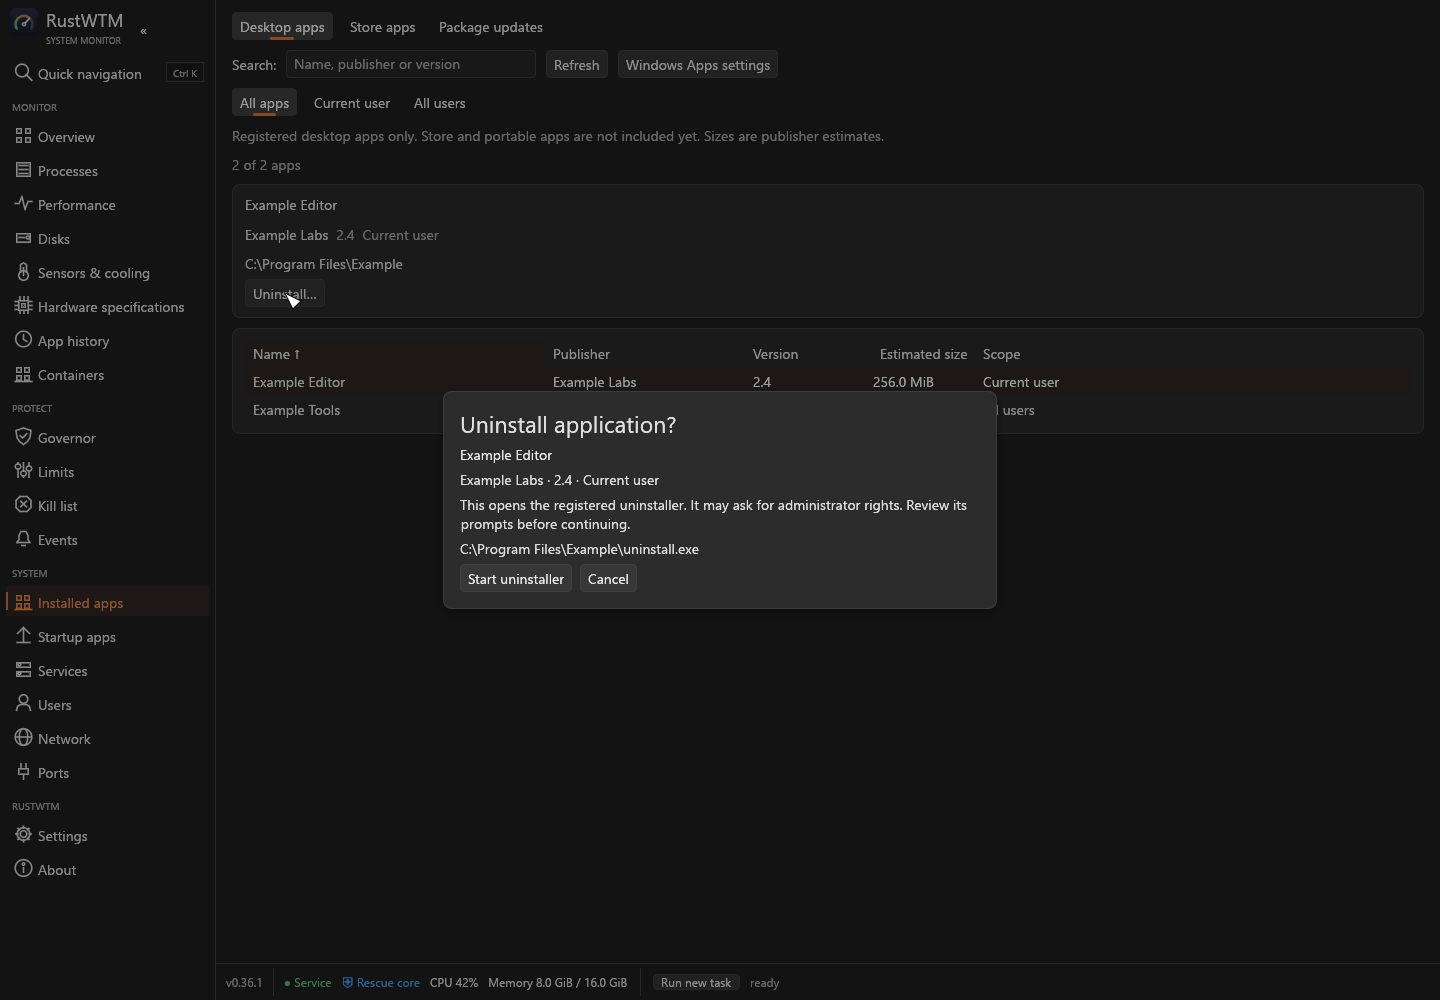 RustWTM
SYSTEM MONITOR
«
Quick navigation
Ctrl K
MONITOR
Overview
Processes
Performance
Disks
Sensors & cooling
Hardware specifications
App history
Containers
PROTECT
Governor
Limits
Kill list
Events
SYSTEM
Installed apps
Startup apps
Services
Users
Network
Ports
RUSTWTM
Settings
About
Desktop apps Store apps Package updates
Search: Name, publisher or version Refresh Windows Apps settings
All apps Current user All users
Registered desktop apps only. Store and portable apps are not included yet. Sizes are publisher estimates.
2 of 2 apps
Example Editor
Example Labs 2.4 Current user
C:\Program Files\Example
Uninstall...
Name ↑ Publisher Version Estimated size Scope
Example Editor Example Labs 2.4 256.0 MiB Current user
Example Tools users
Uninstall application?
Example Editor
Example Labs · 2.4 · Current user
This opens the registered uninstaller. It may ask for administrator rights. Review its
prompts before continuing.
C:\Program Files\Example\uninstall.exe
Start uninstaller Cancel
v0.36.1 Service Rescue core CPU 42% Memory 8.0 GiB / 16.0 GiB Run new task ready